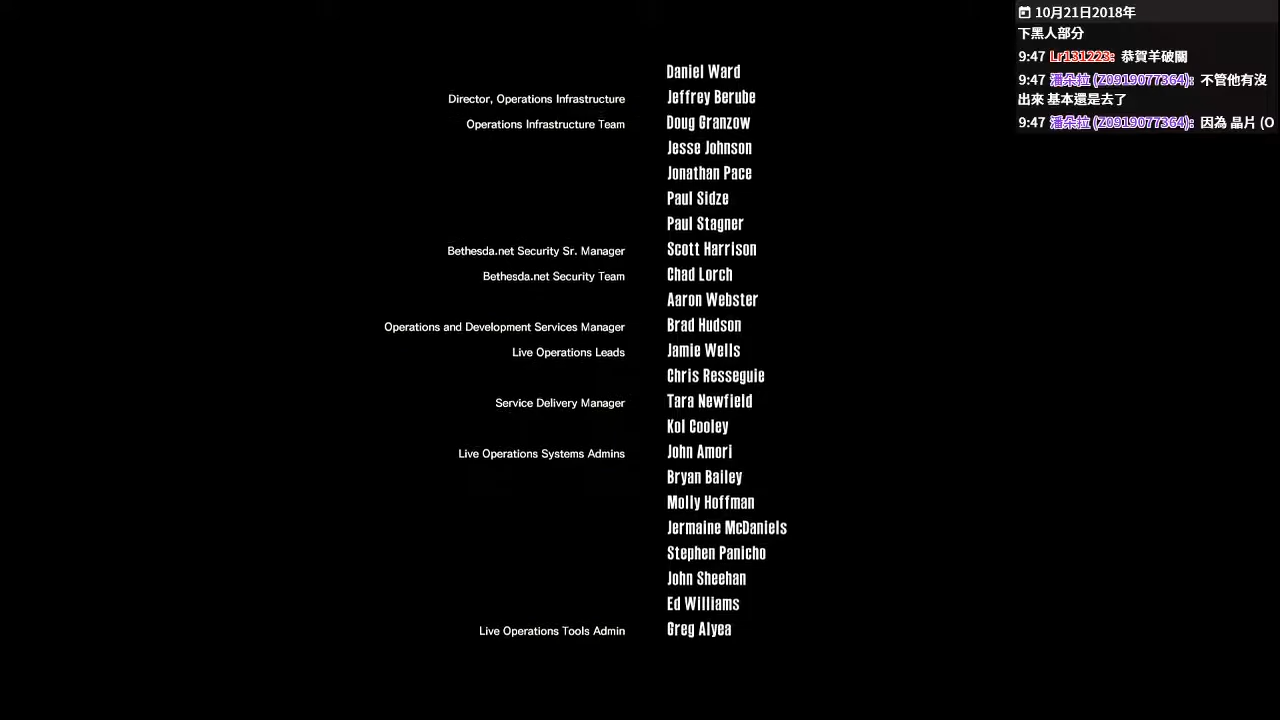 Daniel Ward
Director, Operations Infrastructure Jeffrey Berube
Operations Infrastructure Team Doug Granzow
Jesse Johnson
Jonathan Pace
Paul Sidze
Paul Stagner
Bethesda.net Security Sr. Manager Scott Harrison
Bethesda.net Security Team Chad Lorch
Aaron Webster
Operations and Development Services Manager Brad Hudson
Live Operations Leads Jamie Wells
Chris Resseguie
Service Delivery Manager Tara Newfield
Kol Cooley
Live Operations Systems Admins John Amori
Bryan Bailey
Molly Hoffman
Jermaine McDaniels
Stephen Panicho
John Sheehan
Ed Williams
Live Operations Tools Admin Greg Alyea
10月21日2018年
下黑人部分
9:47 Lr131223: 恭賀羊破關
9:47 潘朵拉 (Z0919077364): 不管他有沒
出來 基本還是去了
9:47 潘朵拉 (Z0919077364): 因為 晶片 (O